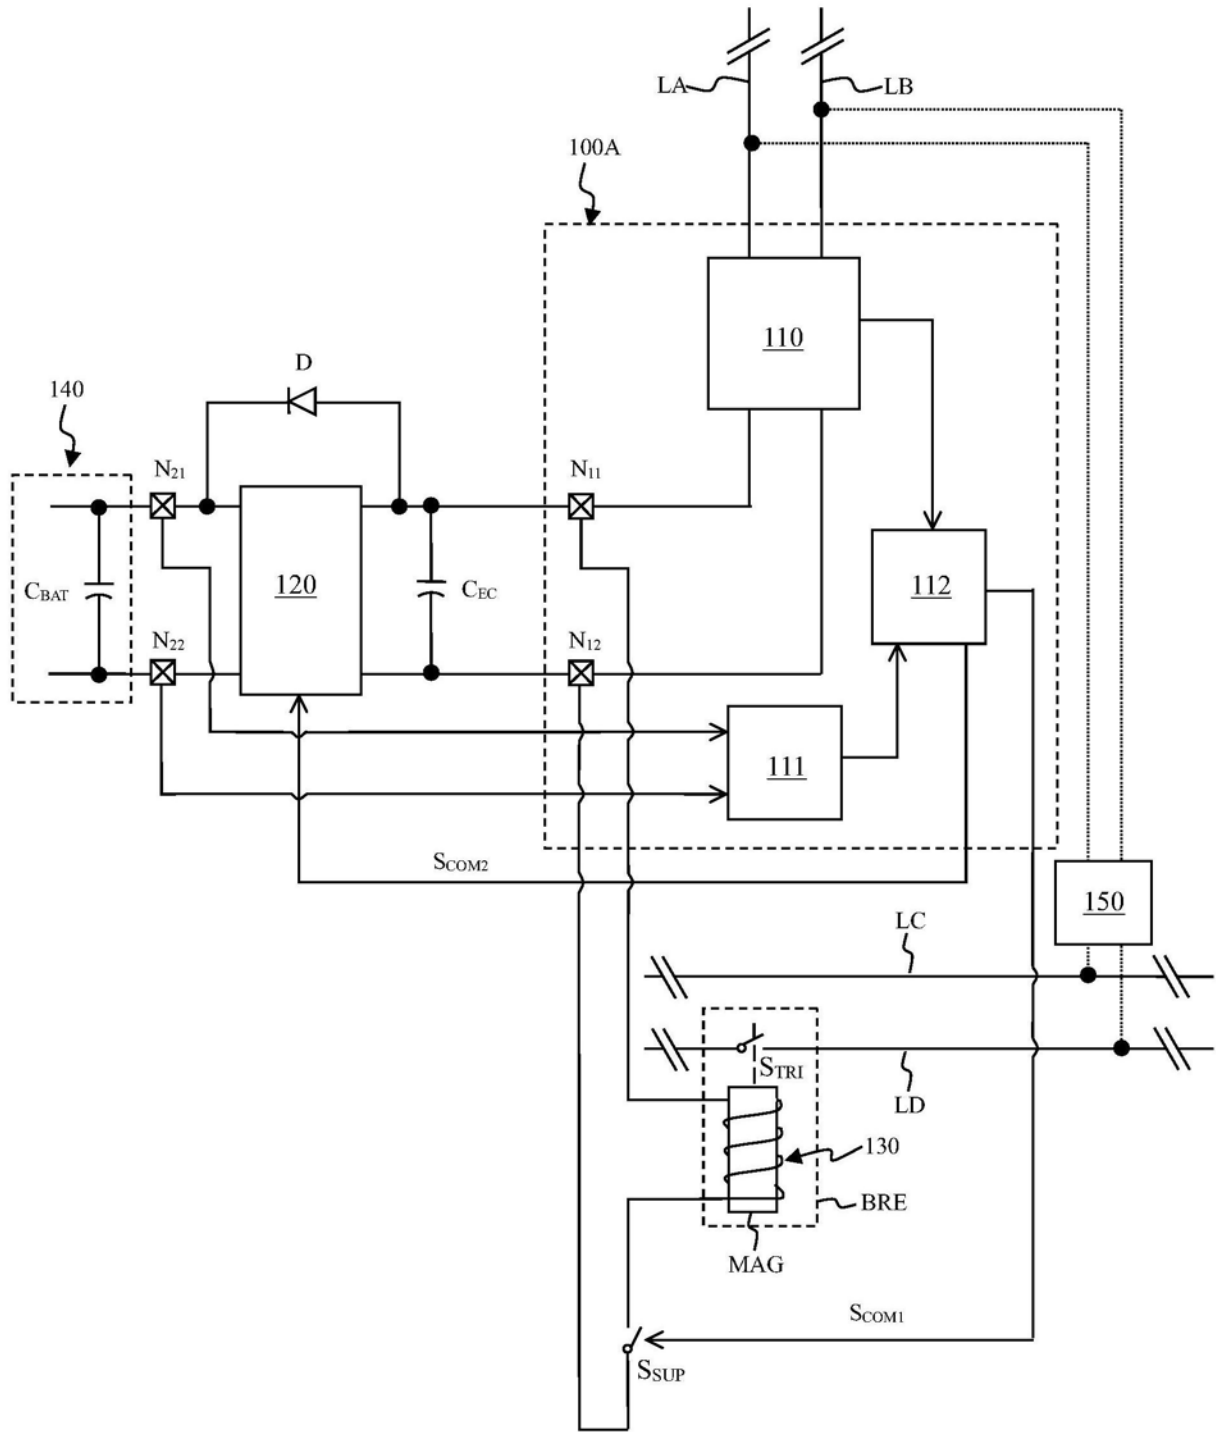 LA
LB
100A
110
D
140
N21
N11
112
CBAT
120
CEC
N22
N12
111
SCOM2
150
LC
STRI
LD
130
BRE
MAG
SCOM1
SSUP